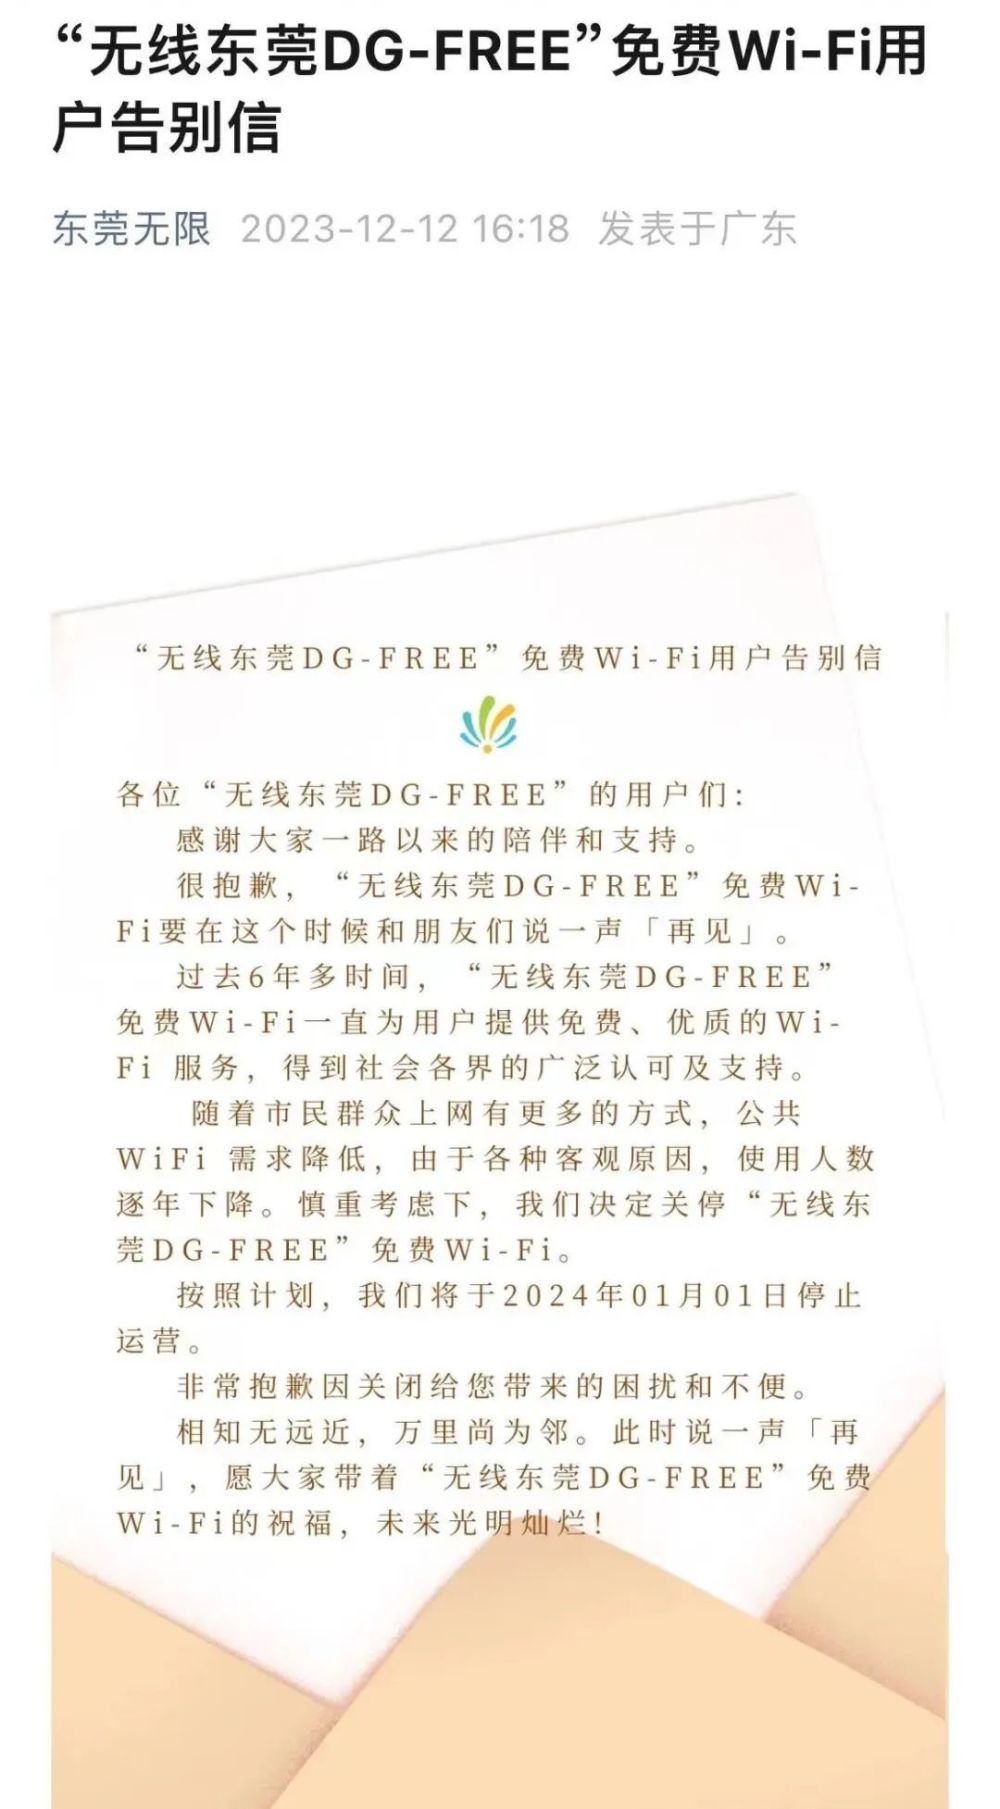 “无线东莞DG-FREE”免费Wi-Fi用
户告别信
东莞无限 2023-12-12 16:18 发表于广东
“无线东莞DG-FREE”免费Wi-Fi用户告别信
各位“无线东莞DG-FREE”的用户们：
感谢大家一路以来的陪伴和支持。
很抱歉，“无线东莞DG-FREE”免费Wi-
Fi要在这个时候和朋友们说一声「再见」。
过去6年多时间，“无线东莞DG-FREE”
免费Wi-Fi一直为用户提供免费、优质的Wi-
Fi 服务，得到社会各界的广泛认可及支持。
随着市民群众上网有更多的方式，公共
WiFi 需求降低，由于各种客观原因，使用人数
逐年下降。慎重考虑下，我们决定关停“无线东
莞DG-FREE”免费Wi-Fi。
按照计划，我们将于2024年01月01日停止
运营。
非常抱歉因关闭给您带来的困扰和不便。
相知无远近，万里尚为邻。此时说一声「再
见」，愿大家带着“无线东莞DG-FREE”免费
Wi-Fi的祝福，未来光明灿烂！